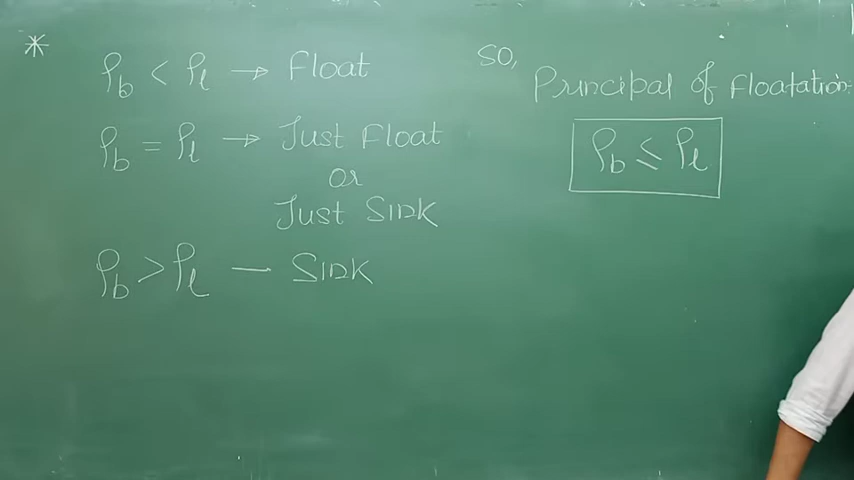 * ρb < ρl → Float
ρb = ρl → Just Float
or
Just Sink
ρb > ρl — Sink
So,
Principal of Floatation
ρb ≤ ρl